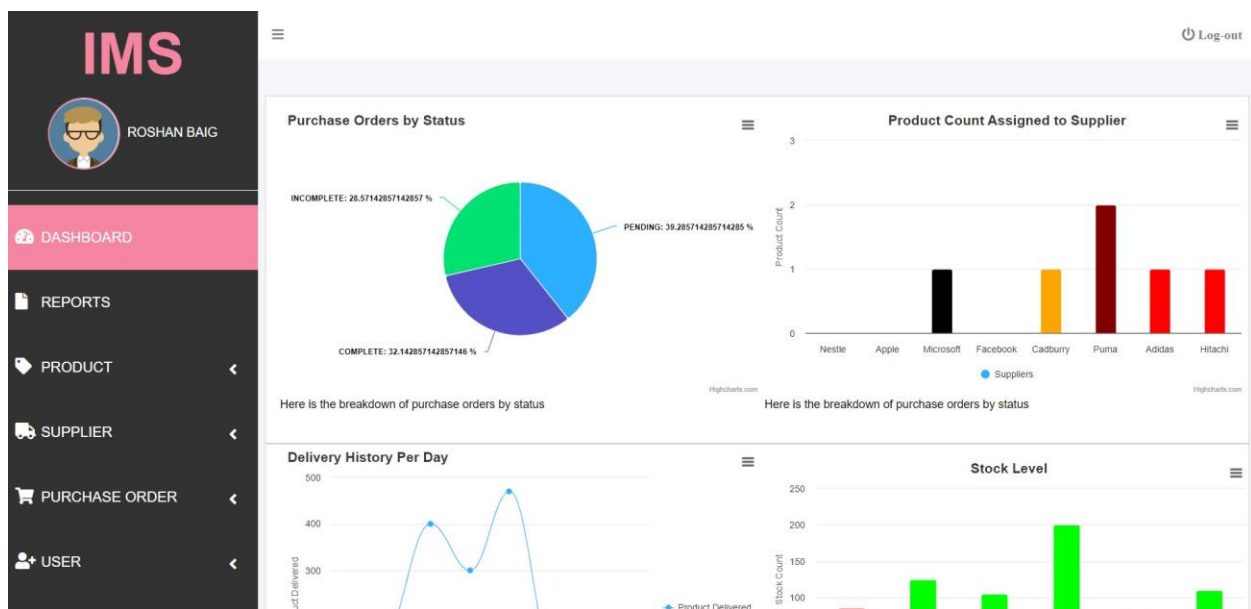 IMS
ROSHAN BAIG
DASHBOARD
REPORTS
PRODUCT
SUPPLIER
PURCHASE ORDER
USER
Log-out
Purchase Orders by Status
INCOMPLETE: 28.57142857142857 %
PENDING: 39.285714285714285 %
COMPLETE: 32.142857142857146 %
Highcharts.com
Here is the breakdown of purchase orders by status
Product Count Assigned to Supplier
Product Count
3
2
1
0
Nestle Apple Microsoft Facebook Cadburry Puma Adidas Hitachi
Suppliers
Highcharts.com
Here is the breakdown of purchase orders by status
Delivery History Per Day
500
400
300
Delivered
Product Delivered
Stock Level
Stock Count
250
200
150
100